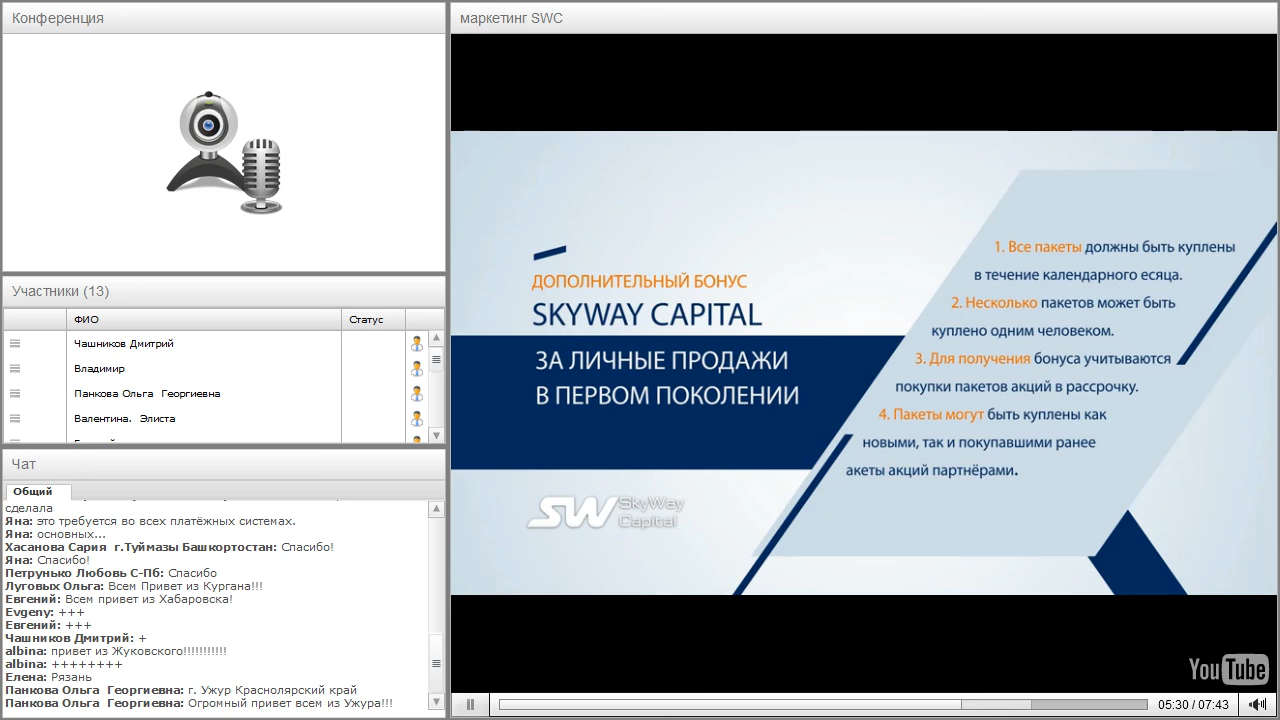 Конференция
маркетинг SWC
Участники (13)
ФИО
Статус
Чашников Дмитрий
Владимир
Панкова Ольга Георгиевна
Валентина. Элиста
Чат
Общий
сделала
Яна: это требуется во всех платёжных системах.
Яна: основных...
Хасанова Сария г.Туймазы Башкортостан: Спасибо!
Яна: Спасибо!
Петрунько Любовь С-Пб: Спасибо
Луговых Ольга: Всем Привет из Кургана!!!
Евгений: Всем привет из Хабаровска!
Evgeny: +++
Евгений: +++
Чашников Дмитрий: +
albina: привет из Жуковского!!!!!!!!!!!
albina: ++++++++
Елена: Рязань
Панкова Ольга Георгиевна: г. Ужур Краснолярский край
Панкова Ольга Георгиевна: Огромный привет всем из Ужура!!!
ДОПОЛНИТЕЛЬНЫЙ БОНУС
SKYWAY CAPITAL
ЗА ЛИЧНЫЕ ПРОДАЖИ
В ПЕРВОМ ПОКОЛЕНИИ
SW SkyWay
Capital
1. Все пакеты должны быть куплены
в течение календарного есяца.
2. Несколько пакетов может быть
куплено одним человеком.
3. Для получения бонуса учитываются
покупки пакетов акций в рассрочку.
4. Пакеты могут быть куплены как
новыми, так и покупавшими ранее
акеты акций партнёрами.
YouTube
05:30 / 07:43